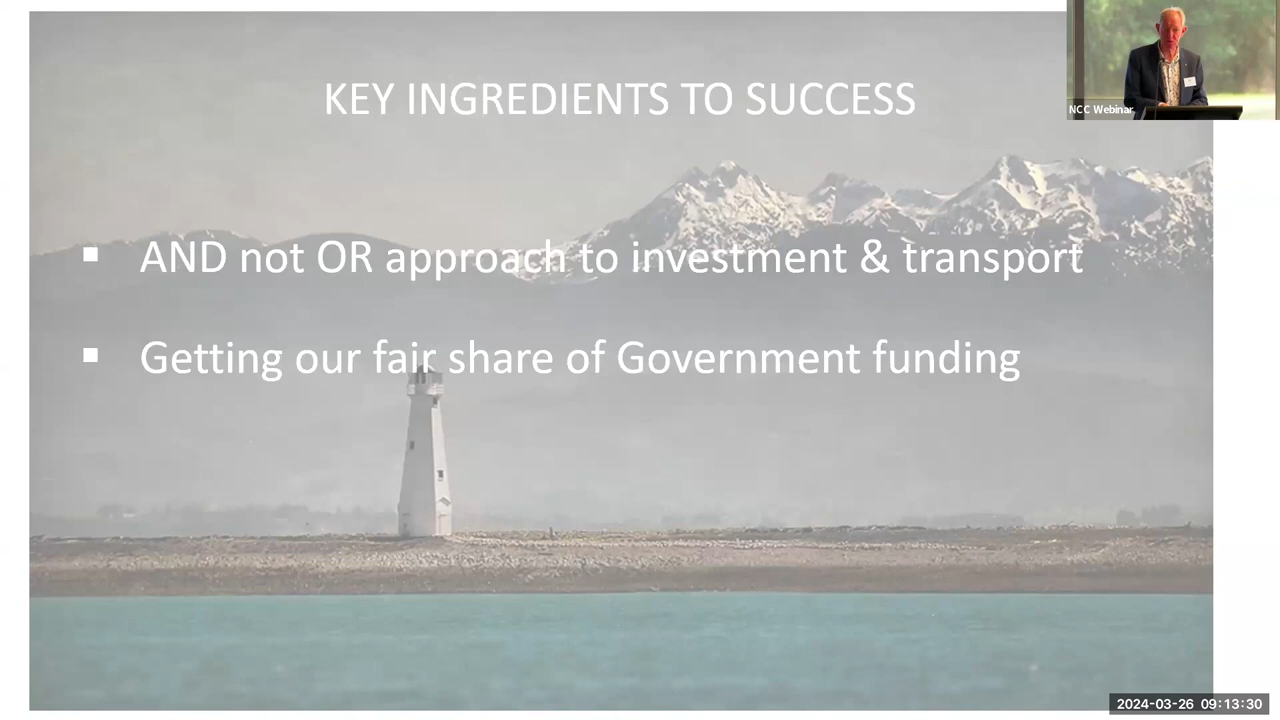 KEY INGREDIENTS TO SUCCESS
NCC Webinar
▪ AND not OR approach to investment & transport
▪ Getting our fair share of Government funding
2024-03-26 09:13:30